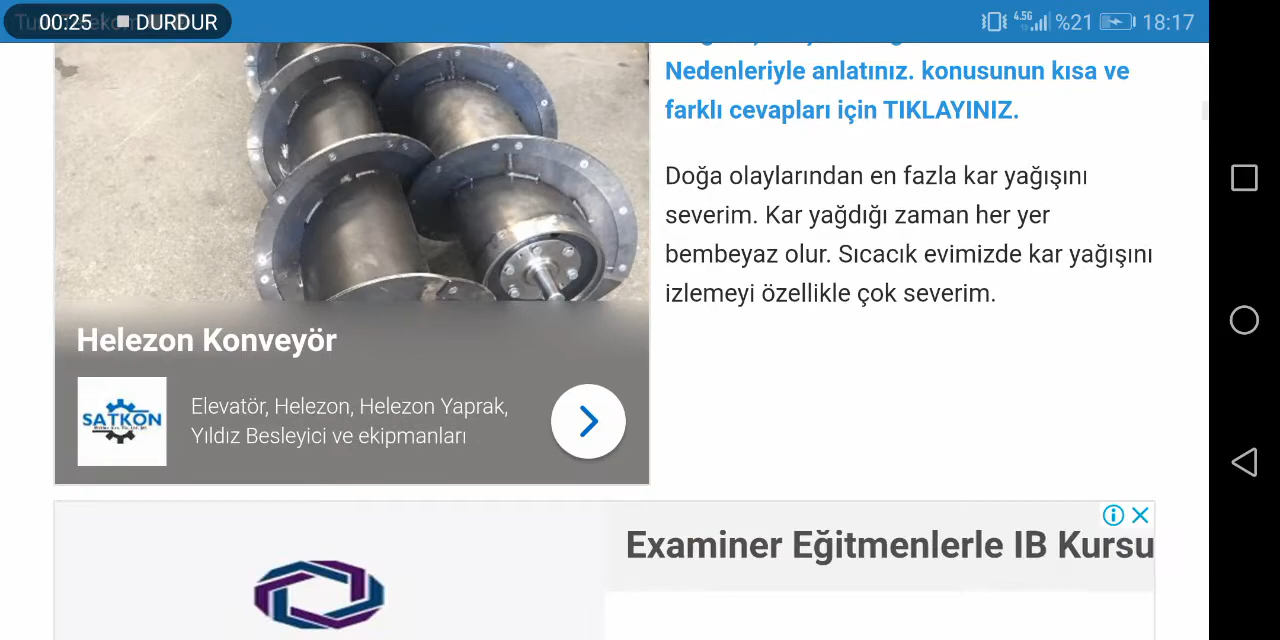 00:25 DURDUR
4.5G %21 18:17
Nedenleriyle anlatınız. konusunun kısa ve
farklı cevapları için TIKLAYINIZ.
Doğa olaylarından en fazla kar yağışını
severim. Kar yağdığı zaman her yer
bembeyaz olur. Sıcacık evimizde kar yağışını
izlemeyi özellikle çok severim.
Helezon Konveyör
SATKON
Elevatör, Helezon, Helezon Yaprak,
Yıldız Besleyici ve ekipmanları
Examiner Eğitmenlerle IB Kursu